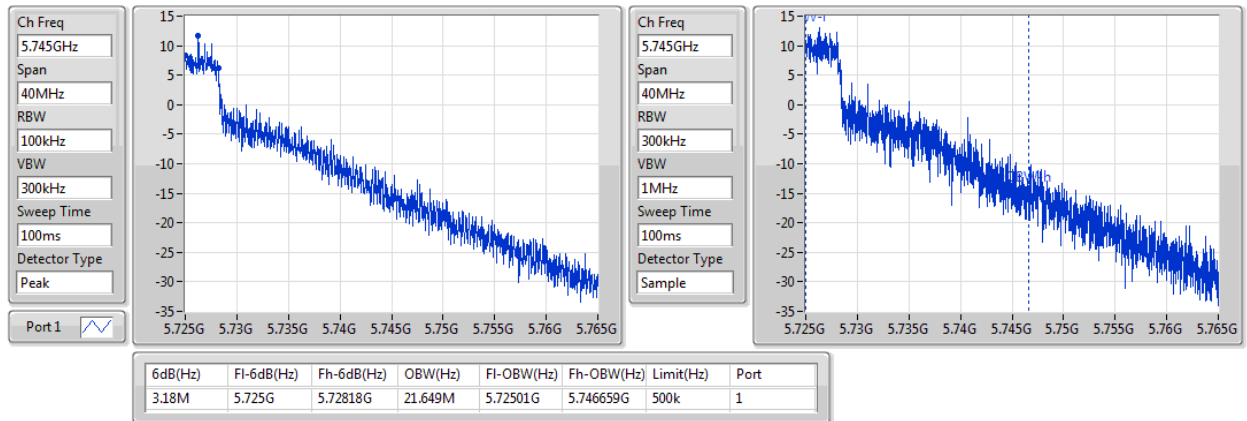 Ch Freq
5.745GHz
Span
40MHz
RBW
100kHz
VBW
300kHz
Sweep Time
100ms
Detector Type
Peak
Port 1
15
10
5
0
-5
-10
-15
-20
-25
-30
-35
5.725G 5.73G 5.735G 5.74G 5.745G 5.75G 5.755G 5.76G 5.765G
Ch Freq
5.745GHz
Span
40MHz
RBW
300kHz
VBW
1MHz
Sweep Time
100ms
Detector Type
Sample
15
10
5
0
-5
-10
-15
-20
-25
-30
-35
5.725G 5.73G 5.735G 5.74G 5.745G 5.75G 5.755G 5.76G 5.765G
6dB(Hz) Fl-6dB(Hz) Fh-6dB(Hz) OBW(Hz) Fl-OBW(Hz) Fh-OBW(Hz) Limit(Hz) Port
3.18M 5.725G 5.72818G 21.649M 5.72501G 5.746659G 500k 1